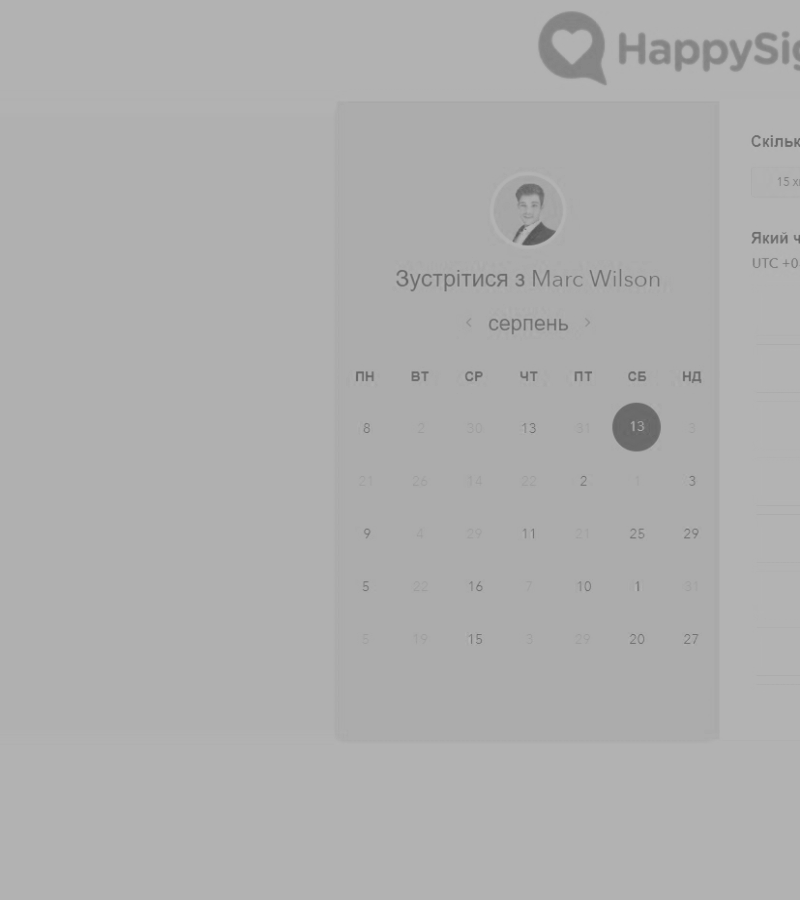 HappySig
Зустрітися з Marc Wilson
< серпень >
ПН ВТ СР ЧТ ПТ СБ НД
8 2 30 13 31 13 3
21 26 14 22 2 1 3
9 4 29 11 21 25 29
5 22 16 7 10 1 31
5 19 15 3 29 20 27
Скільк
15 хв
Який ч
UTC +0